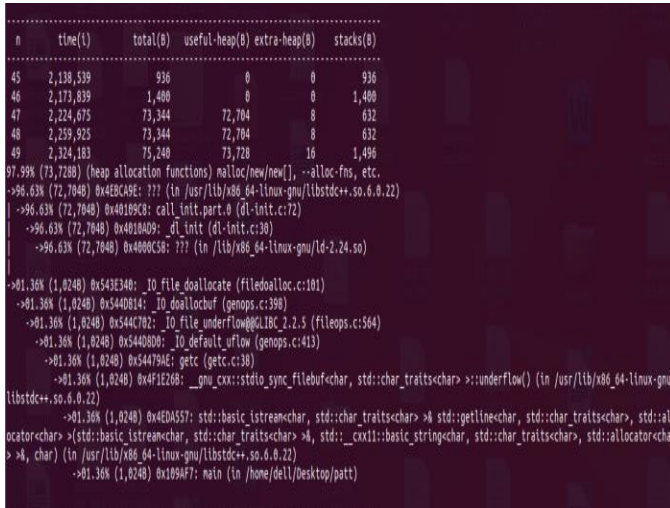 --------------------------------------------------------------------------------
n time(i) total(B) useful-heap(B) extra-heap(B) stacks(B)
--------------------------------------------------------------------------------
45 2,138,539 936 0 0 936
46 2,173,839 1,400 0 0 1,400
47 2,224,675 73,344 72,704 8 632
48 2,259,925 73,344 72,704 8 632
49 2,324,183 75,240 73,728 16 1,496
97.99% (73,728B) (heap allocation functions) malloc/new/new[], --alloc-fns, etc.
->96.63% (72,704B) 0x4EBCA9E: ??? (in /usr/lib/x86_64-linux-gnu/libstdc++.so.6.0.22)
| ->96.63% (72,704B) 0x40109C8: call_init.part.0 (dl-init.c:72)
|   ->96.63% (72,704B) 0x4010AD9: _dl_init (dl-init.c:30)
|     ->96.63% (72,704B) 0x4000C58: ??? (in /lib/x86_64-linux-gnu/ld-2.24.so)
|
->01.36% (1,024B) 0x543E340: _IO_file_doallocate (filedoalloc.c:101)
  ->01.36% (1,024B) 0x544D814: _IO_doallocbuf (genops.c:398)
    ->01.36% (1,024B) 0x544C702: _IO_file_underflow@@GLIBC_2.2.5 (fileops.c:564)
      ->01.36% (1,024B) 0x544D8D0: _IO_default_uflow (genops.c:413)
        ->01.36% (1,024B) 0x54479AE: getc (getc.c:38)
          ->01.36% (1,024B) 0x4F1E26B: __gnu_cxx::stdio_sync_filebuf<char, std::char_traits<char> >::underflow() (in /usr/lib/x86_64-linux-gnu
libstdc++.so.6.0.22)
            ->01.36% (1,024B) 0x4EDA557: std::basic_istream<char, std::char_traits<char> >& std::getline<char, std::char_traits<char>, std::al
ocator<char> >(std::basic_istream<char, std::char_traits<char> >&, std::__cxx11::basic_string<char, std::char_traits<char>, std::allocator<cha
> >&, char) (in /usr/lib/x86_64-linux-gnu/libstdc++.so.6.0.22)
              ->01.36% (1,024B) 0x109AF7: main (in /home/dell/Desktop/patt)